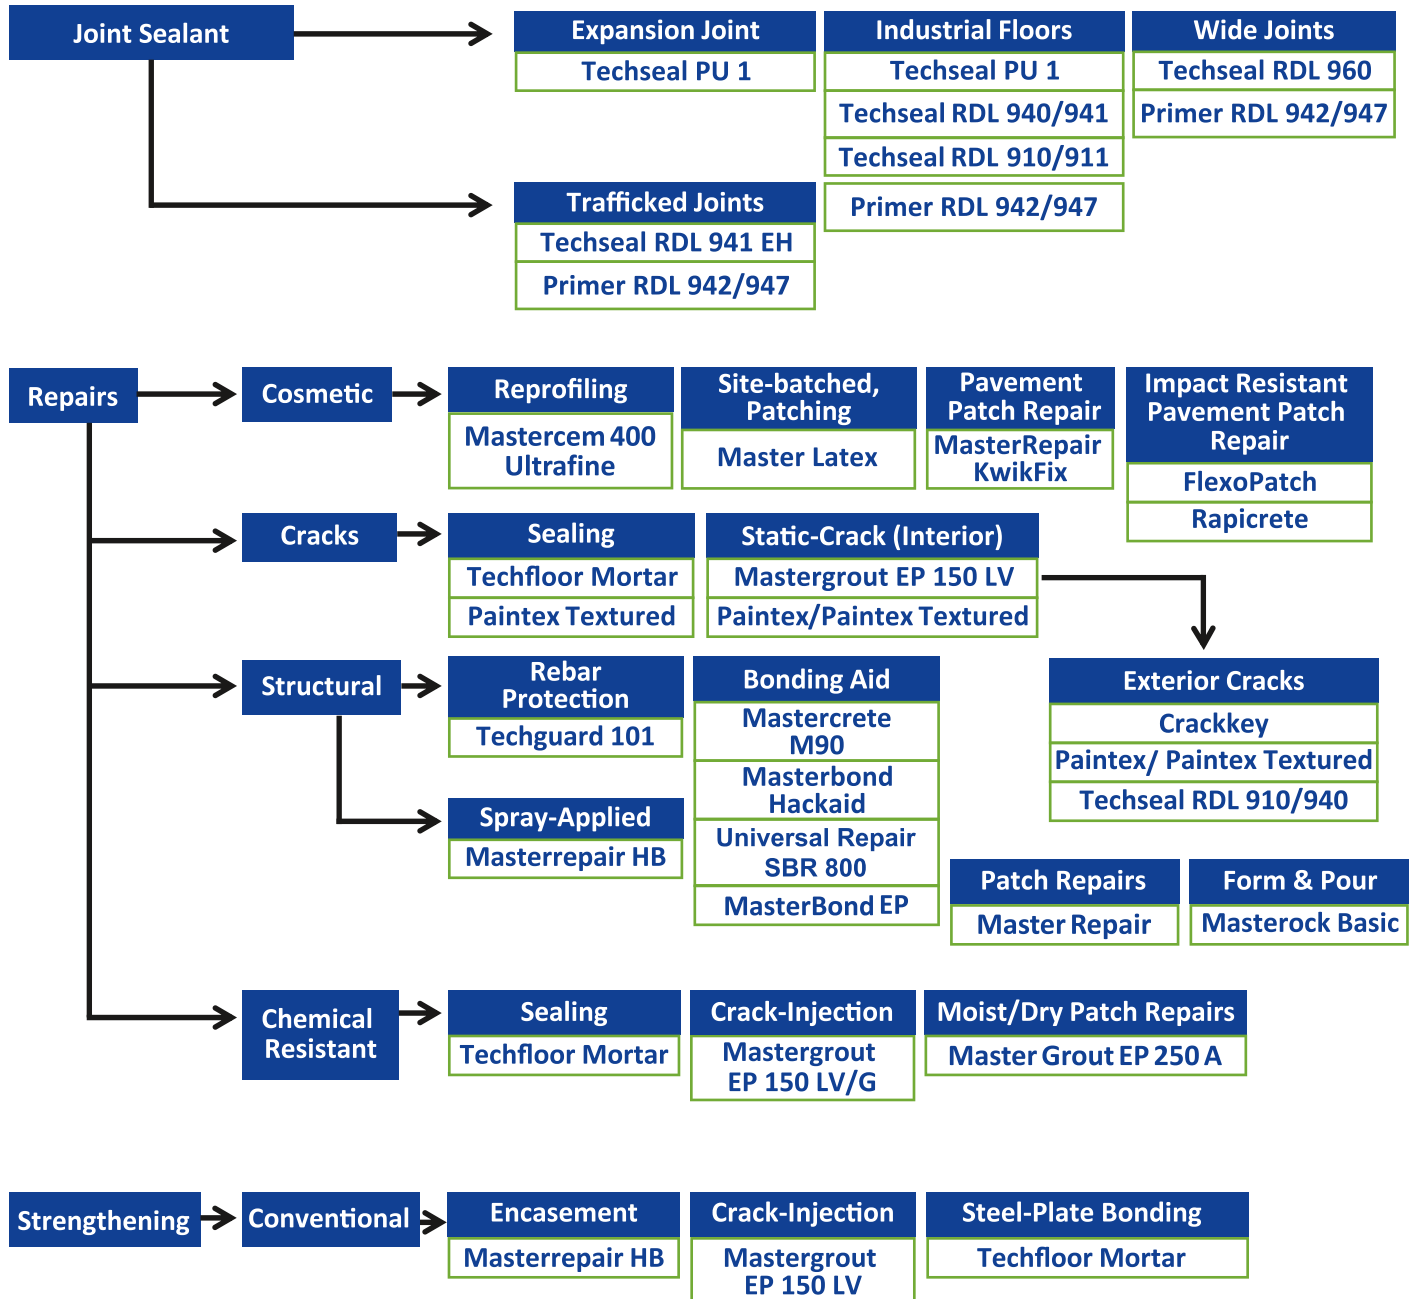 Joint Sealant
Expansion Joint
Techseal PU 1
Industrial Floors
Techseal PU 1
Techseal RDL 940/941
Techseal RDL 910/911
Primer RDL 942/947
Wide Joints
Techseal RDL 960
Primer RDL 942/947
Trafficked Joints
Techseal RDL 941 EH
Primer RDL 942/947
Repairs
Cosmetic
Reprofiling
Mastercem 400
Ultrafine
Site-batched,
Patching
Master Latex
Pavement
Patch Repair
MasterRepair
KwikFix
Impact Resistant
Pavement Patch
Repair
FlexoPatch
Rapicrete
Cracks
Sealing
Techfloor Mortar
Paintex Textured
Static-Crack (Interior)
Mastergrout EP 150 LV
Paintex/Paintex Textured
Exterior Cracks
Crackkey
Paintex/ Paintex Textured
Techseal RDL 910/940
Structural
Rebar
Protection
Techguard 101
Bonding Aid
Mastercrete
M90
Masterbond
Hackaid
Universal Repair
SBR 800
MasterBond EP
Spray-Applied
Masterrepair HB
Patch Repairs
Master Repair
Form & Pour
Masterock Basic
Chemical
Resistant
Sealing
Techfloor Mortar
Crack-Injection
Mastergrout
EP 150 LV/G
Moist/Dry Patch Repairs
Master Grout EP 250 A
Strengthening
Conventional
Encasement
Masterrepair HB
Crack-Injection
Mastergrout
EP 150 LV
Steel-Plate Bonding
Techfloor Mortar